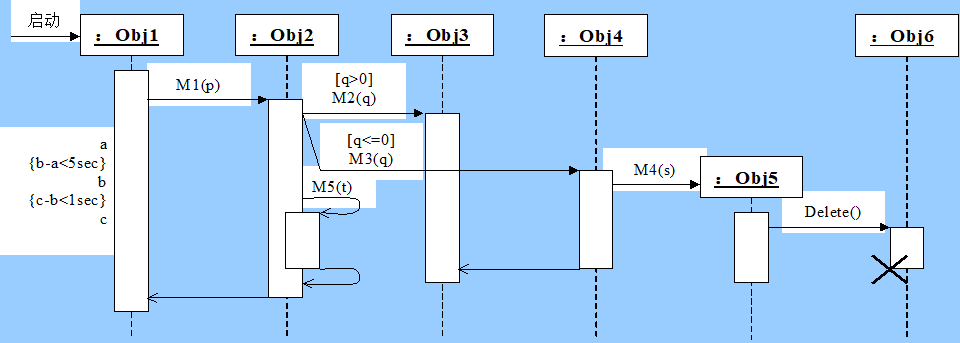 启动
：Obj1
：Obj2
：Obj3
：Obj4
：Obj6
M1(p)
[q>0]
M2(q)
[q<=0]
M3(q)
a
{b-a<5sec}
b
{c-b<1sec}
c
M4(s)
：Obj5
M5(t)
Delete()